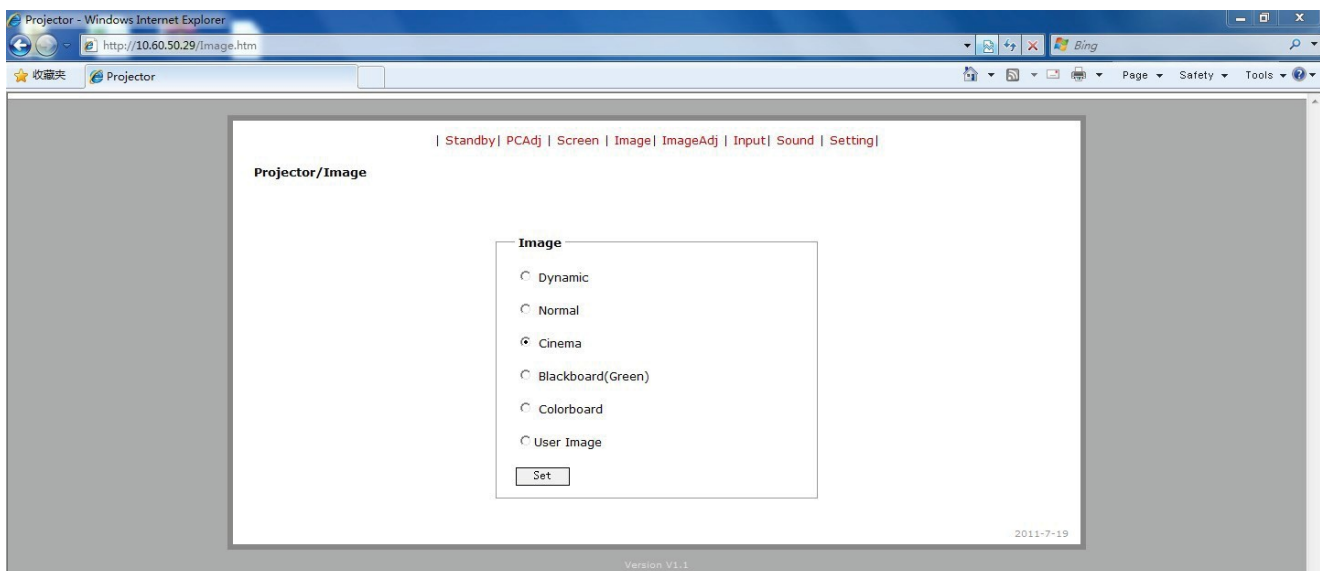 Projector - Windows Internet Explorer
http://10.60.50.29/Image.htm
Bing
收藏夹
Projector
Page Safety Tools
| Standby| PCAdj | Screen | Image| ImageAdj | Input| Sound | Setting|
Projector/Image
Image
Dynamic
Normal
Cinema
Blackboard(Green)
Colorboard
User Image
Set
2011-7-19
Version V1.1